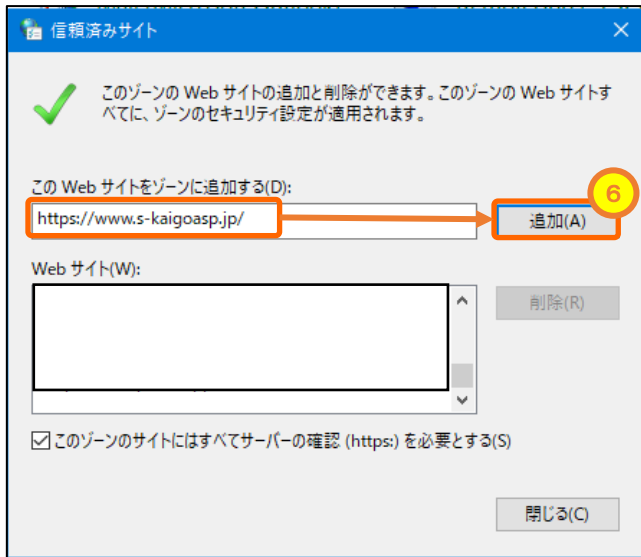 信頼済みサイト
このゾーンの Web サイトの追加と削除ができます。このゾーンの Web サイトす
べてに、ゾーンのセキュリティ設定が適用されます。
この Web サイトをゾーンに追加する(D):
6
https://www.s-kaigoasp.jp/
追加(A)
Web サイト(W):
削除(R)
このゾーンのサイトにはすべてサーバーの確認 (https:) を必要とする(S)
閉じる(C)